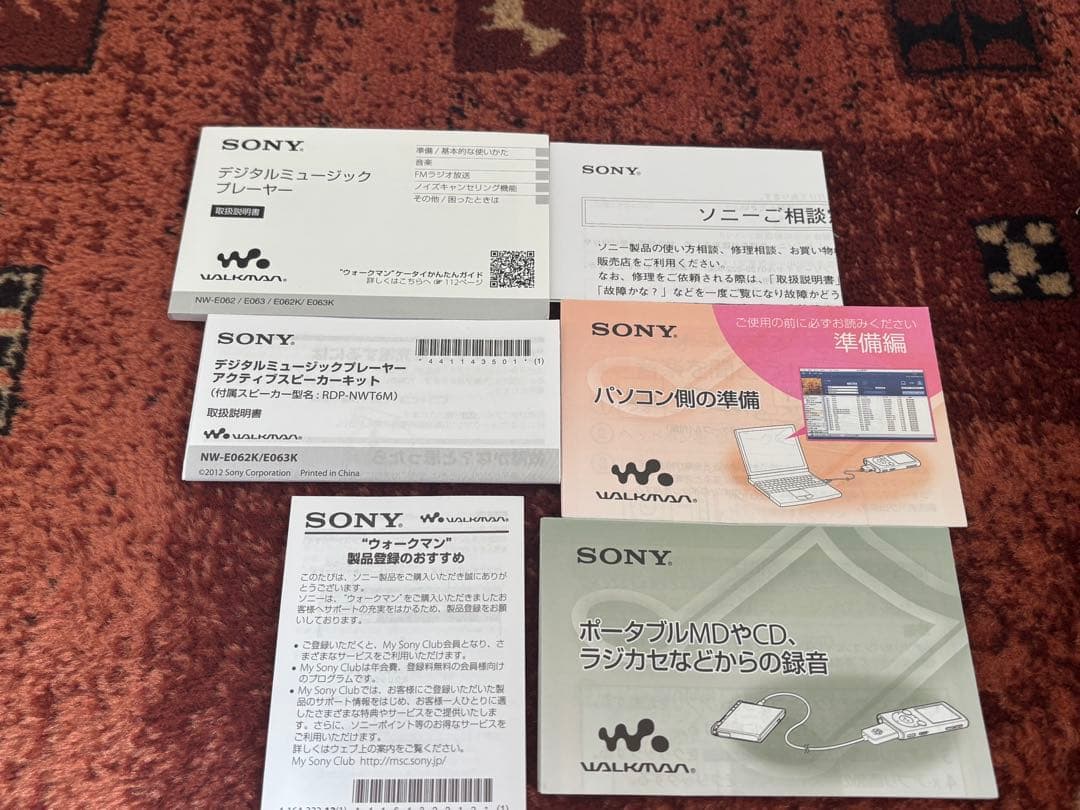 SONY
デジタルミュージック
プレーヤー
取扱説明書
準備 / 基本的な使いかた
音楽
FMラジオ放送
ノイズキャンセリング機能
その他 / 困ったときは
WALKMAN
"ウォークマン"ケータイかんたんガイド
詳しくはこちらへ ☞ 112ページ
NW-E062 / E063 / E062K/ E063K
SONY
ソニーご相談
ソニー製品の使い方相談、修理相談、お買い物
販売店をご利用ください。
なお、修理をご依頼される際は、「取扱説明書」
「故障かな？」などを一度ご覧になり故障かどう
SONY
*441143501*(1)
デジタルミュージックプレーヤー
アクティブスピーカーキット
(付属スピーカー型名 : RDP-NWT6M)
取扱説明書
WALKMAN
NW-E062K/E063K
©2012 Sony Corporation Printed in China
SONY
ご使用の前に必ずお読みください
準備編
パソコン側の準備
WALKMAN
SONY WALKMAN
"ウォークマン"
製品登録のおすすめ
このたびは、ソニー製品をご購入いただき誠にありが
とうございます。
ソニーは、"ウォークマン"をご購入いただきましたお
客様へサポートの充実をはかるため、製品登録をお願
いしております。
• ご登録いただくと、My Sony Club会員となり、さ
まざまなサービスをご利用いただけます。
• My Sony Clubは年会費、登録料無料の会員様向け
のプログラムです。
• My Sony Clubでは、お客様にご登録いただいた製
品のサポート情報をはじめ、お客様一人ひとりに適
したさまざまな特典やサービスをご提供いたしま
す。さらに、ソニーポイント等のお得なサービスを
ご利用いただけます。
詳しくはウェブ上の案内をご覧ください。
My Sony Club http://msc.sony.jp/
SONY
ポータブルMDやCD、
ラジカセなどからの録音
WALKMAN